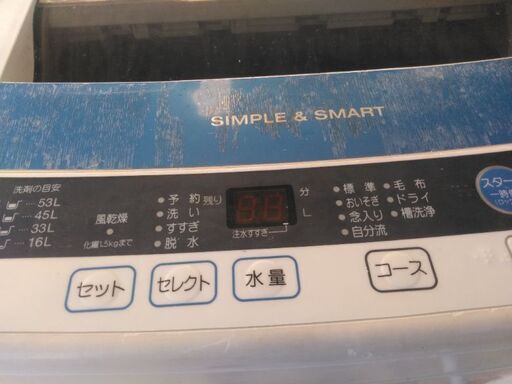 SIMPLE & SMART
洗剤の目安
53L
45L
33L
16L
風乾燥
化繊1.5kgまで
予約
洗い
すすぎ
脱水
残り
分
L
注水すすぎ
標準
おいそぎ
念入り
自分流
毛布
ドライ
槽洗浄
スター
一時停
セット
セレクト
水量
コース